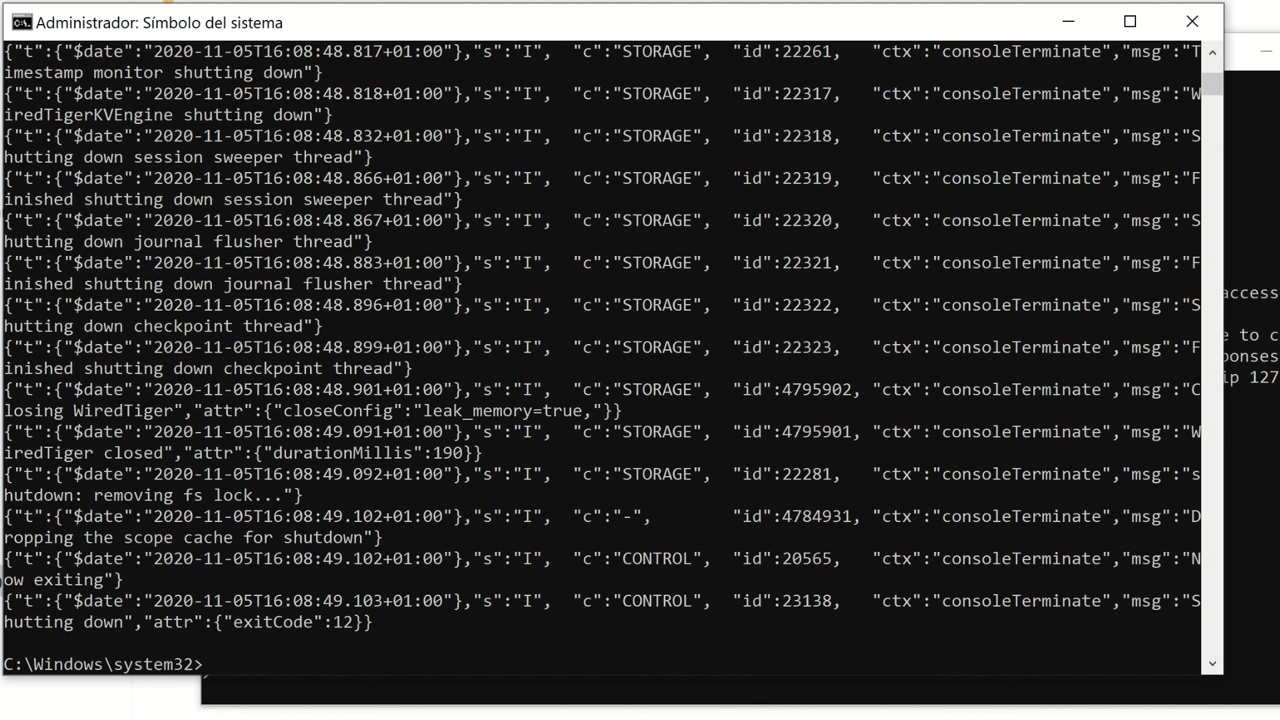 Administrador: Símbolo del sistema
{"t":{"$date":"2020-11-05T16:08:48.817+01:00"},"s":"I", "c":"STORAGE", "id":22261, "ctx":"consoleTerminate","msg":"T
imestamp monitor shutting down"}
{"t":{"$date":"2020-11-05T16:08:48.818+01:00"},"s":"I", "c":"STORAGE", "id":22317, "ctx":"consoleTerminate","msg":"W
iredTigerKVEngine shutting down"}
{"t":{"$date":"2020-11-05T16:08:48.832+01:00"},"s":"I", "c":"STORAGE", "id":22318, "ctx":"consoleTerminate","msg":"S
hutting down session sweeper thread"}
{"t":{"$date":"2020-11-05T16:08:48.866+01:00"},"s":"I", "c":"STORAGE", "id":22319, "ctx":"consoleTerminate","msg":"F
inished shutting down session sweeper thread"}
{"t":{"$date":"2020-11-05T16:08:48.867+01:00"},"s":"I", "c":"STORAGE", "id":22320, "ctx":"consoleTerminate","msg":"S
hutting down journal flusher thread"}
{"t":{"$date":"2020-11-05T16:08:48.883+01:00"},"s":"I", "c":"STORAGE", "id":22321, "ctx":"consoleTerminate","msg":"F
inished shutting down journal flusher thread"}
{"t":{"$date":"2020-11-05T16:08:48.896+01:00"},"s":"I", "c":"STORAGE", "id":22322, "ctx":"consoleTerminate","msg":"S
hutting down checkpoint thread"}
{"t":{"$date":"2020-11-05T16:08:48.899+01:00"},"s":"I", "c":"STORAGE", "id":22323, "ctx":"consoleTerminate","msg":"F
inished shutting down checkpoint thread"}
{"t":{"$date":"2020-11-05T16:08:48.901+01:00"},"s":"I", "c":"STORAGE", "id":4795902, "ctx":"consoleTerminate","msg":"C
losing WiredTiger","attr":{"closeConfig":"leak_memory=true,"}}
{"t":{"$date":"2020-11-05T16:08:49.091+01:00"},"s":"I", "c":"STORAGE", "id":4795901, "ctx":"consoleTerminate","msg":"W
iredTiger closed","attr":{"durationMillis":190}}
{"t":{"$date":"2020-11-05T16:08:49.092+01:00"},"s":"I", "c":"STORAGE", "id":22281, "ctx":"consoleTerminate","msg":"s
hutdown: removing fs lock..."}
{"t":{"$date":"2020-11-05T16:08:49.102+01:00"},"s":"I", "c":"-", "id":4784931, "ctx":"consoleTerminate","msg":"D
ropping the scope cache for shutdown"}
{"t":{"$date":"2020-11-05T16:08:49.102+01:00"},"s":"I", "c":"CONTROL", "id":20565, "ctx":"consoleTerminate","msg":"N
ow exiting"}
{"t":{"$date":"2020-11-05T16:08:49.103+01:00"},"s":"I", "c":"CONTROL", "id":23138, "ctx":"consoleTerminate","msg":"S
hutting down","attr":{"exitCode":12}}
C:\Windows\system32>
access
e to c
onses
ip 127